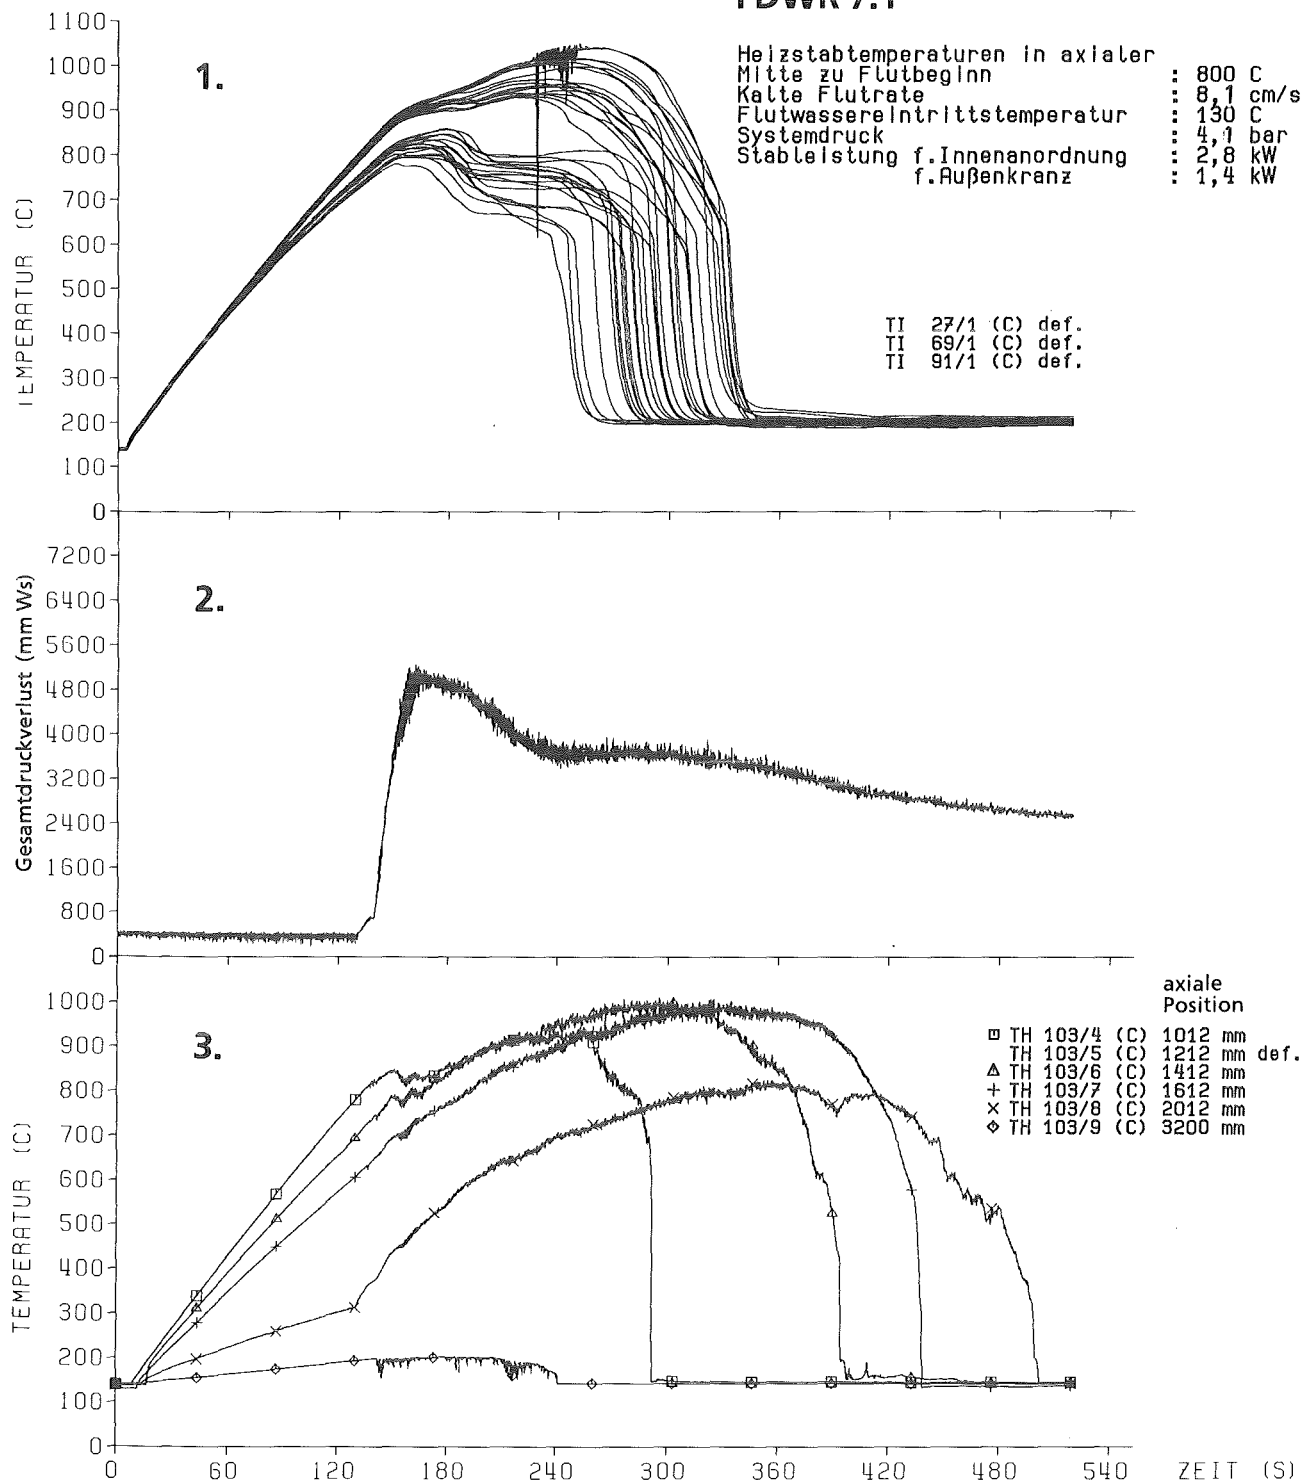 Heizstabtemperaturen in axialer
Mitte zu Flutbeginn : 800 C
Kalte Flutrate : 8,1 cm/s
Flutwassereintrittstemperatur : 130 C
Systemdruck : 4,1 bar
Stableistung f.Innenanordnung : 2,8 kW
f.Außenkranz : 1,4 kW
1.
TEMPERATUR (C)
1100
1000
900
800
700
600
500
400
300
200
100
0
TI 27/1 (C) def.
TI 69/1 (C) def.
TI 91/1 (C) def.
2.
Gesamtdruckverlust (mm Ws)
7200
6400
5600
4800
4000
3200
2400
1600
800
0
3.
TEMPERATUR (C)
1000
900
800
700
600
500
400
300
200
100
0
axiale
Position
TH 103/4 (C) 1012 mm
TH 103/5 (C) 1212 mm def.
TH 103/6 (C) 1412 mm
TH 103/7 (C) 1612 mm
TH 103/8 (C) 2012 mm
TH 103/9 (C) 3200 mm
0 60 120 180 240 300 360 420 480 540 ZEIT (S)